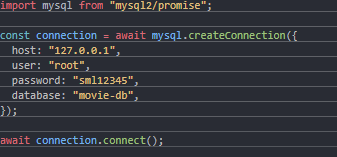 import mysql from "mysql2/promise";
const connection = await mysql.createConnection({
  host: "127.0.0.1",
  user: "root",
  password: "sml12345",
  database: "movie-db",
});
await connection.connect();